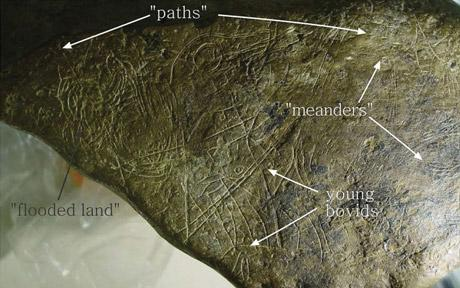 "paths"
"meanders"
young
bovids
"flooded land"